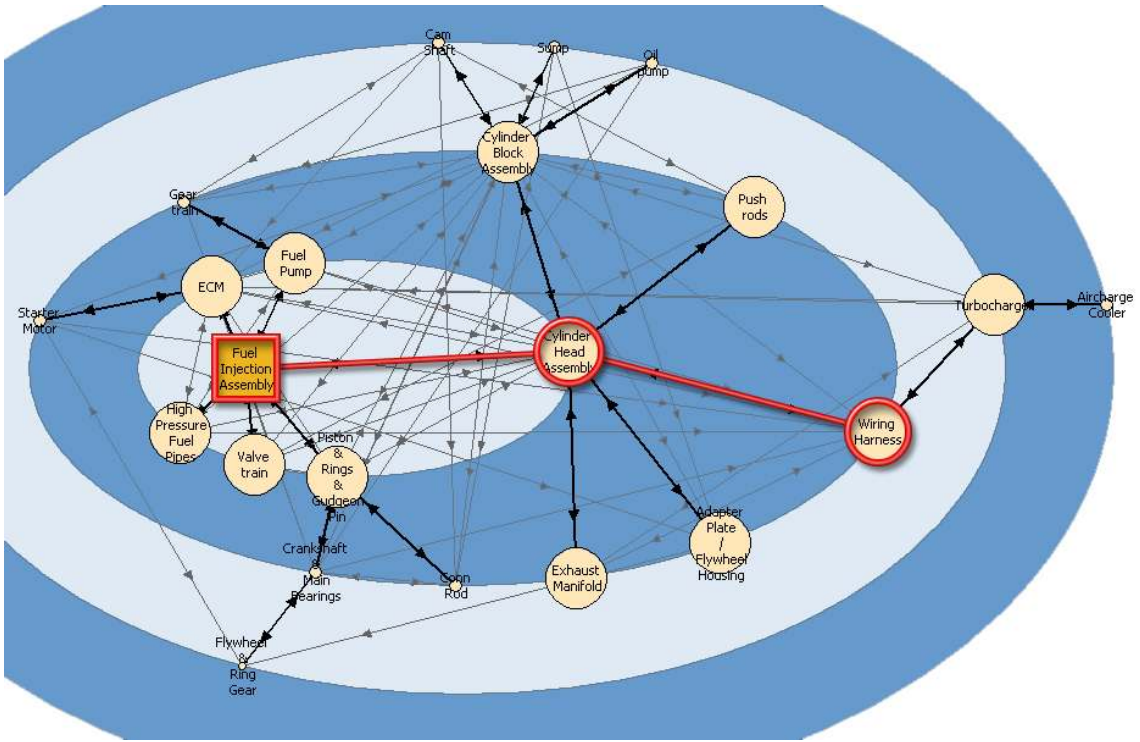 Cam
Shaft
Sump
Oil
pump
Cylinder
Block
Assembly
Push
rods
Gear
train
Fuel
Pump
ECM
Starter
Motor
Turbocharger
Aircharge
Cooler
Fuel
Injection
Assembly
Cylinder
Head
Assembly
High
Pressure
Fuel
Pipes
Valve
train
Piston
&
Rings
&
Gudgeon
Pin
Wiring
Harness
Adapter
Plate
/
Flywheel
Housing
Exhaust
Manifold
Crankshaft
&
Main
Bearings
Conn
Rod
Flywheel
&
Ring
Gear